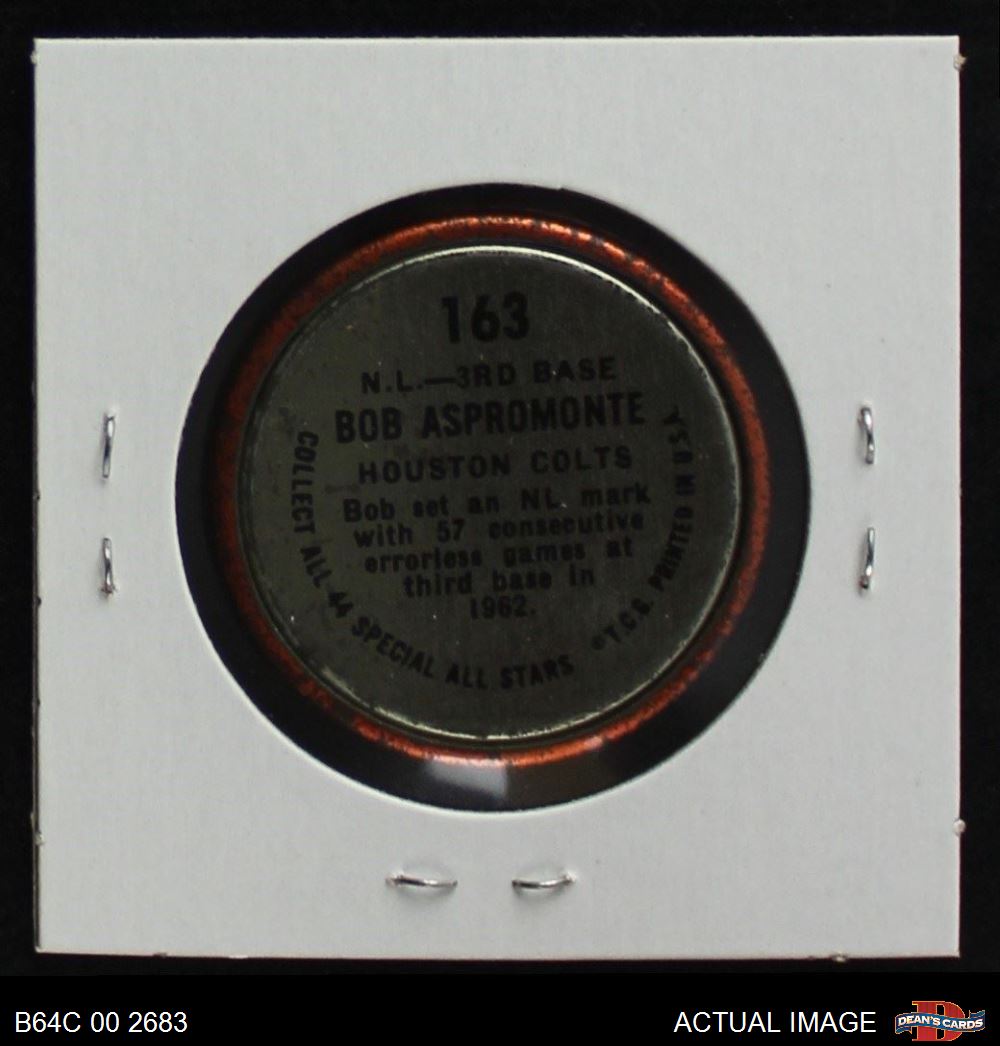 163
N.L.—3RD BASE
BOB ASPROMONTE
HOUSTON COLTS
Bob set an NL mark
with 57 consecutive
errorless games at
third base in
1962.
COLLECT ALL 44 SPECIAL ALL STARS
©T.C.G. PRINTED IN USA
B64C 00 2683
ACTUAL IMAGE
DEAN'S CARDS